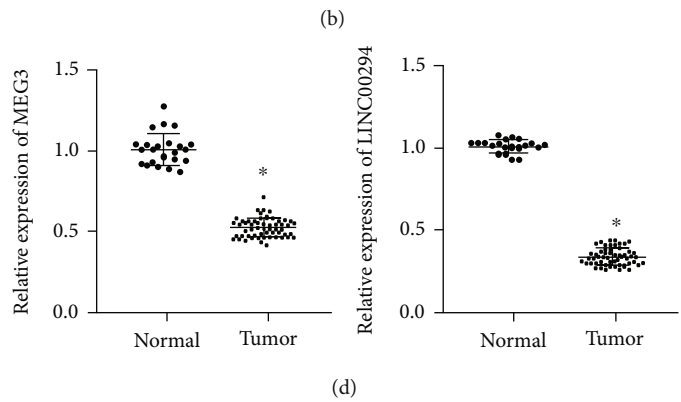 (b)
Relative expression of MEG3
1.5
1.0
0.5
0.0
*
Normal Tumor
Relative expression of LINC00294
1.5
1.0
0.5
0.0
*
Normal Tumor
(d)